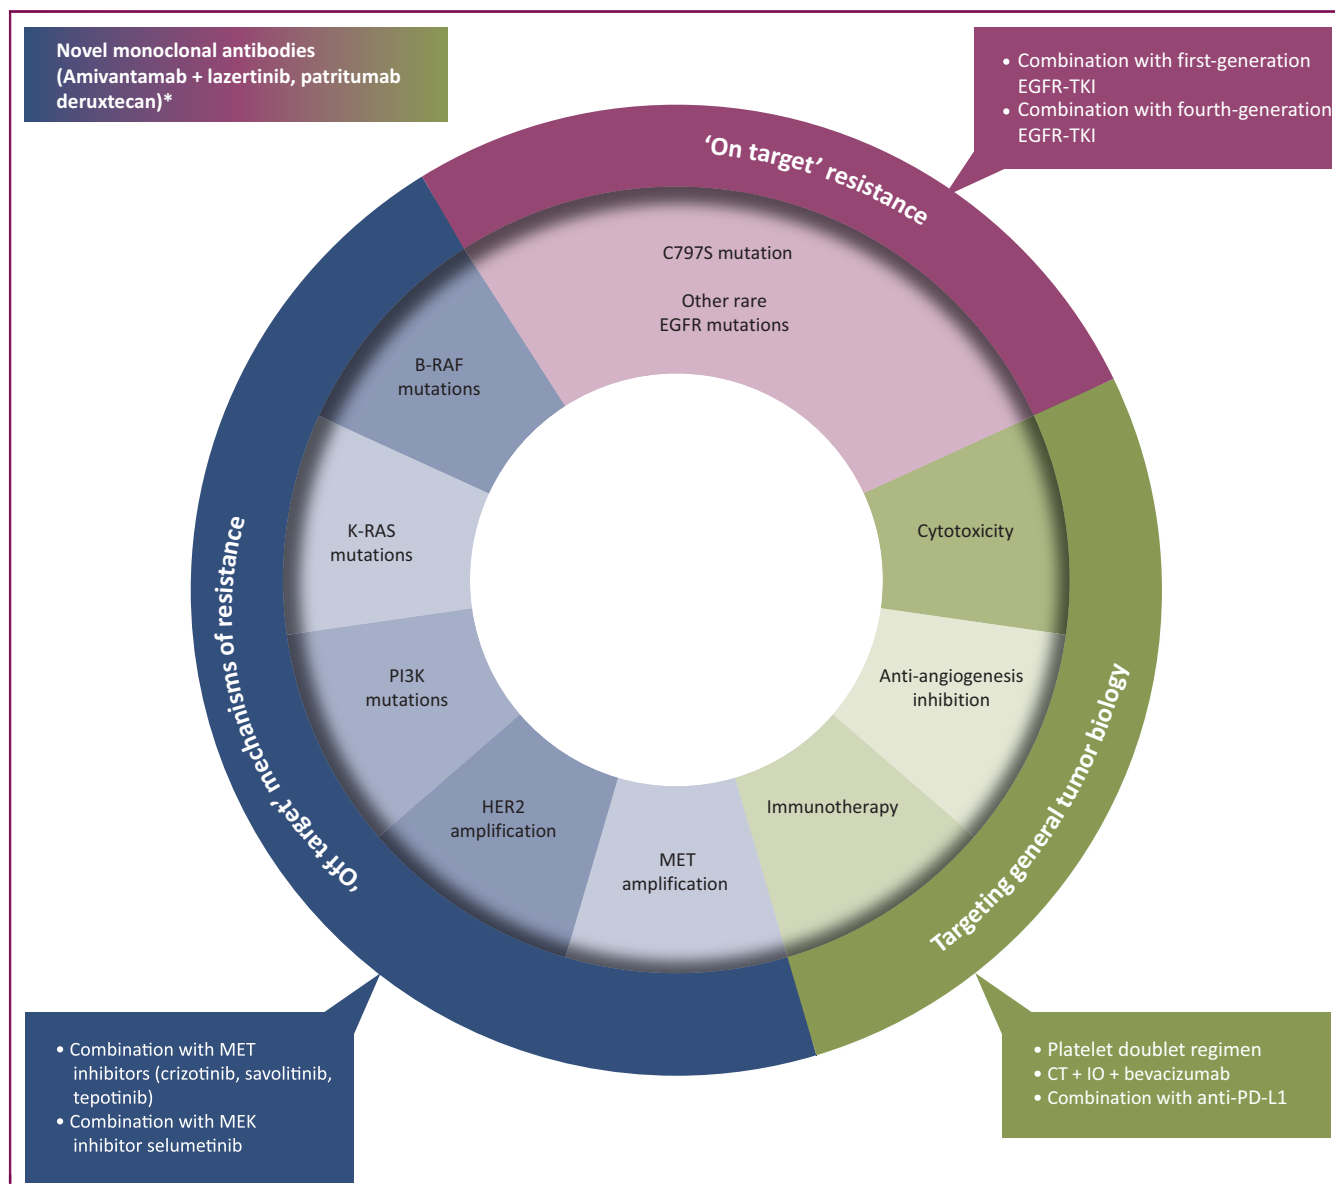 Novel monoclonal antibodies
(Amivantamab + lazertinib, patritumab
deruxtecan)*
• Combination with first-generation
EGFR-TKI
• Combination with fourth-generation
EGFR-TKI
‘On target’ resistance
C797S mutation
Other rare
EGFR mutations
B-RAF
mutations
K-RAS
mutations
Cytotoxicity
PI3K
mutations
Anti-angiogenesis
inhibition
HER2
amplification
Immunotherapy
MET
amplification
‘Off target’ mechanisms of resistance
Targeting general tumor biology
• Combination with MET
inhibitors (crizotinib, savolitinib,
tepotinib)
• Combination with MEK
inhibitor selumetinib
• Platelet doublet regimen
• CT + IO + bevacizumab
• Combination with anti-PD-L1